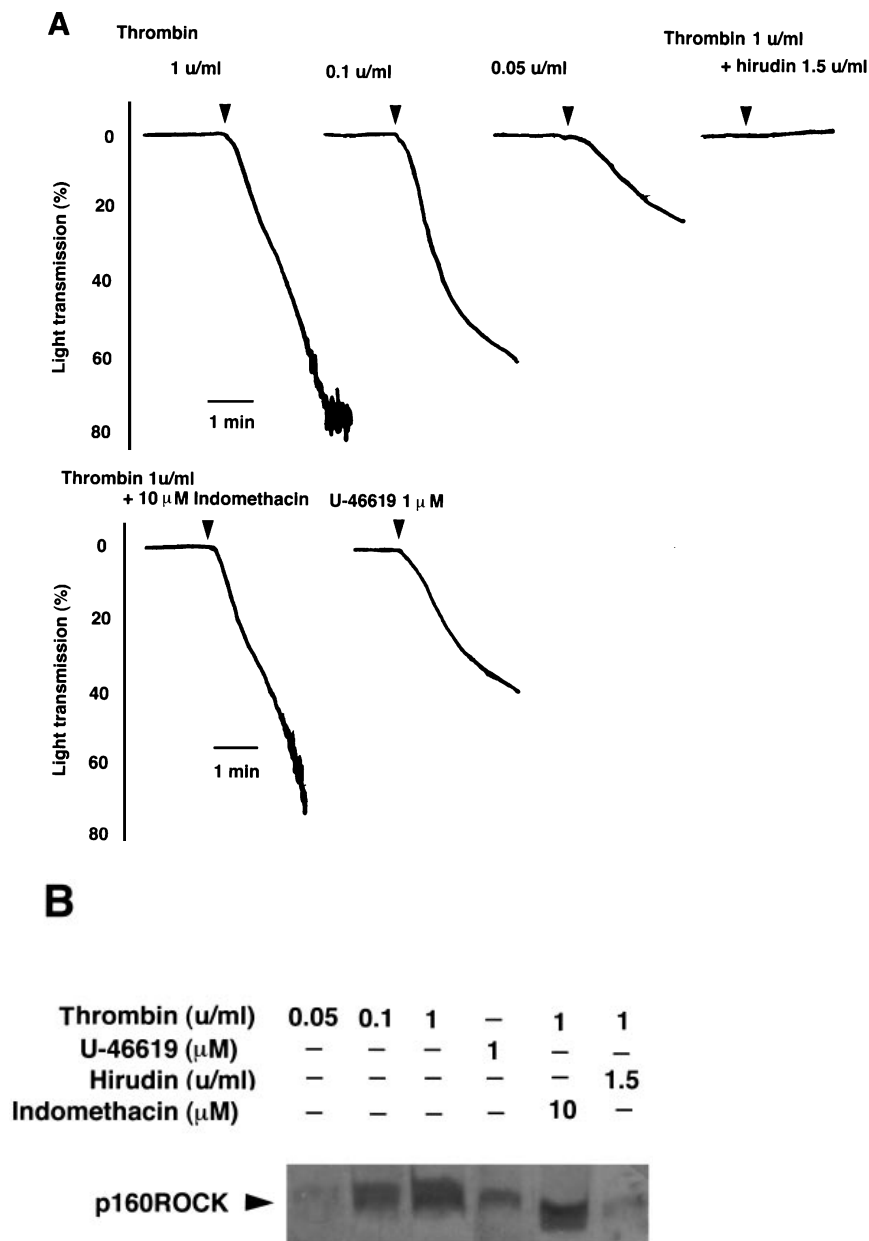 A
Thrombin
1 u/ml
0.1 u/ml
0.05 u/ml
Thrombin 1 u/ml
+ hirudin 1.5 u/ml
0
20
40
60
80
Light transmission (%)
1 min
Thrombin 1u/ml
+ 10 μM Indomethacin
U-46619 1 μ M
0
20
40
60
80
Light transmission (%)
1 min
B
Thrombin (u/ml) 0.05 0.1 1 – 1 1
U-46619 (μM) – – – 1 – –
Hirudin (u/ml) – – – – – 1.5
Indomethacin (μM) – – – – 10 –
p160ROCK